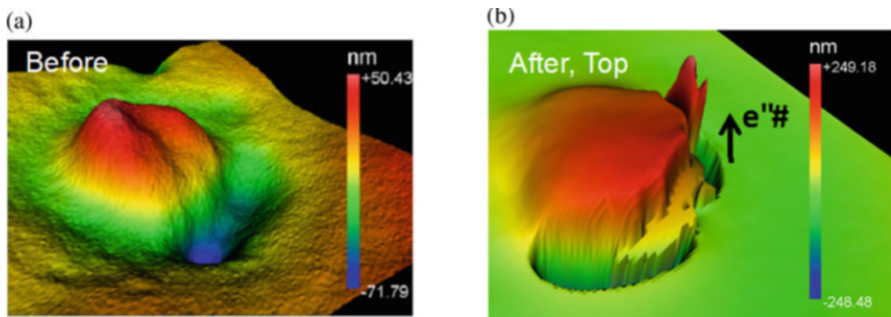 (a)
Before
nm
+50.43
-71.79
(b)
After, Top
nm
+249.18
e"#
-248.48